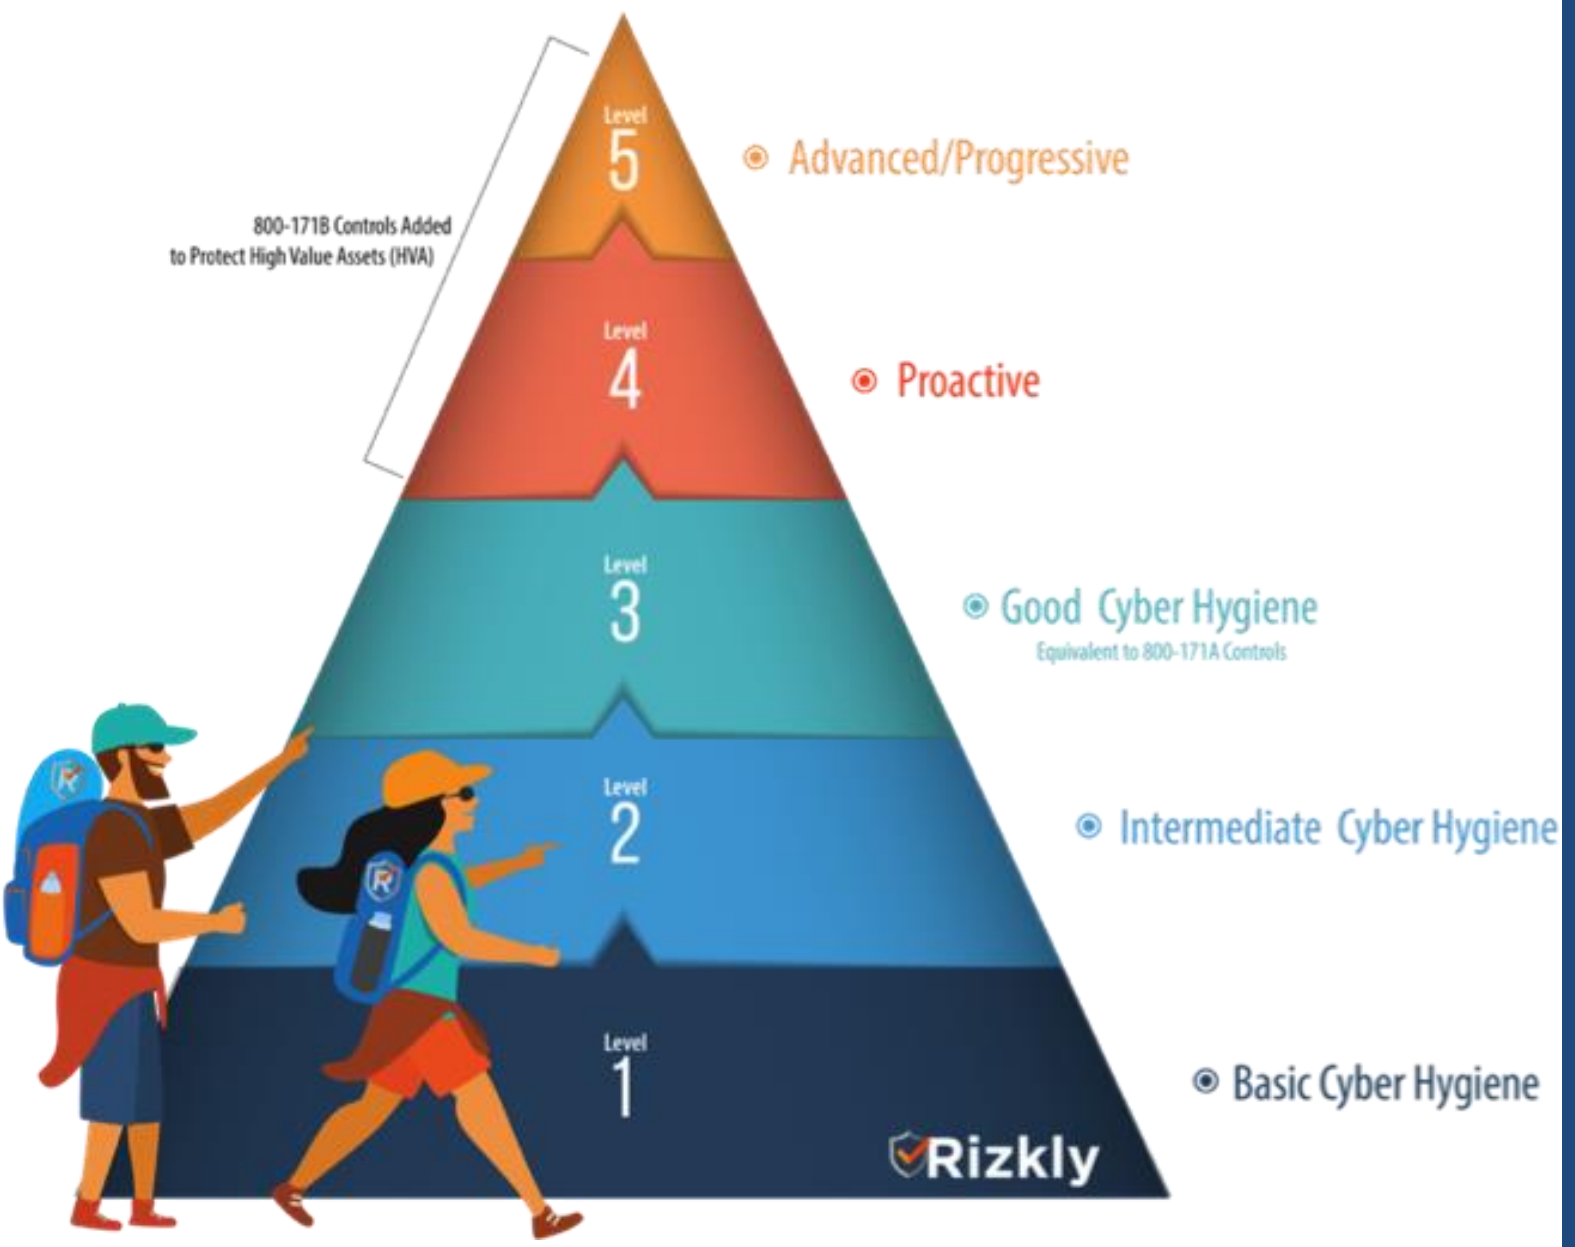 Level
5
Advanced/Progressive
800-171B Controls Added
to Protect High Value Assets (HVA)
Level
4
Proactive
Level
3
Good Cyber Hygiene
Equivalent to 800-171A Controls
Level
2
Intermediate Cyber Hygiene
R
R
Level
1
Basic Cyber Hygiene
Rizkly